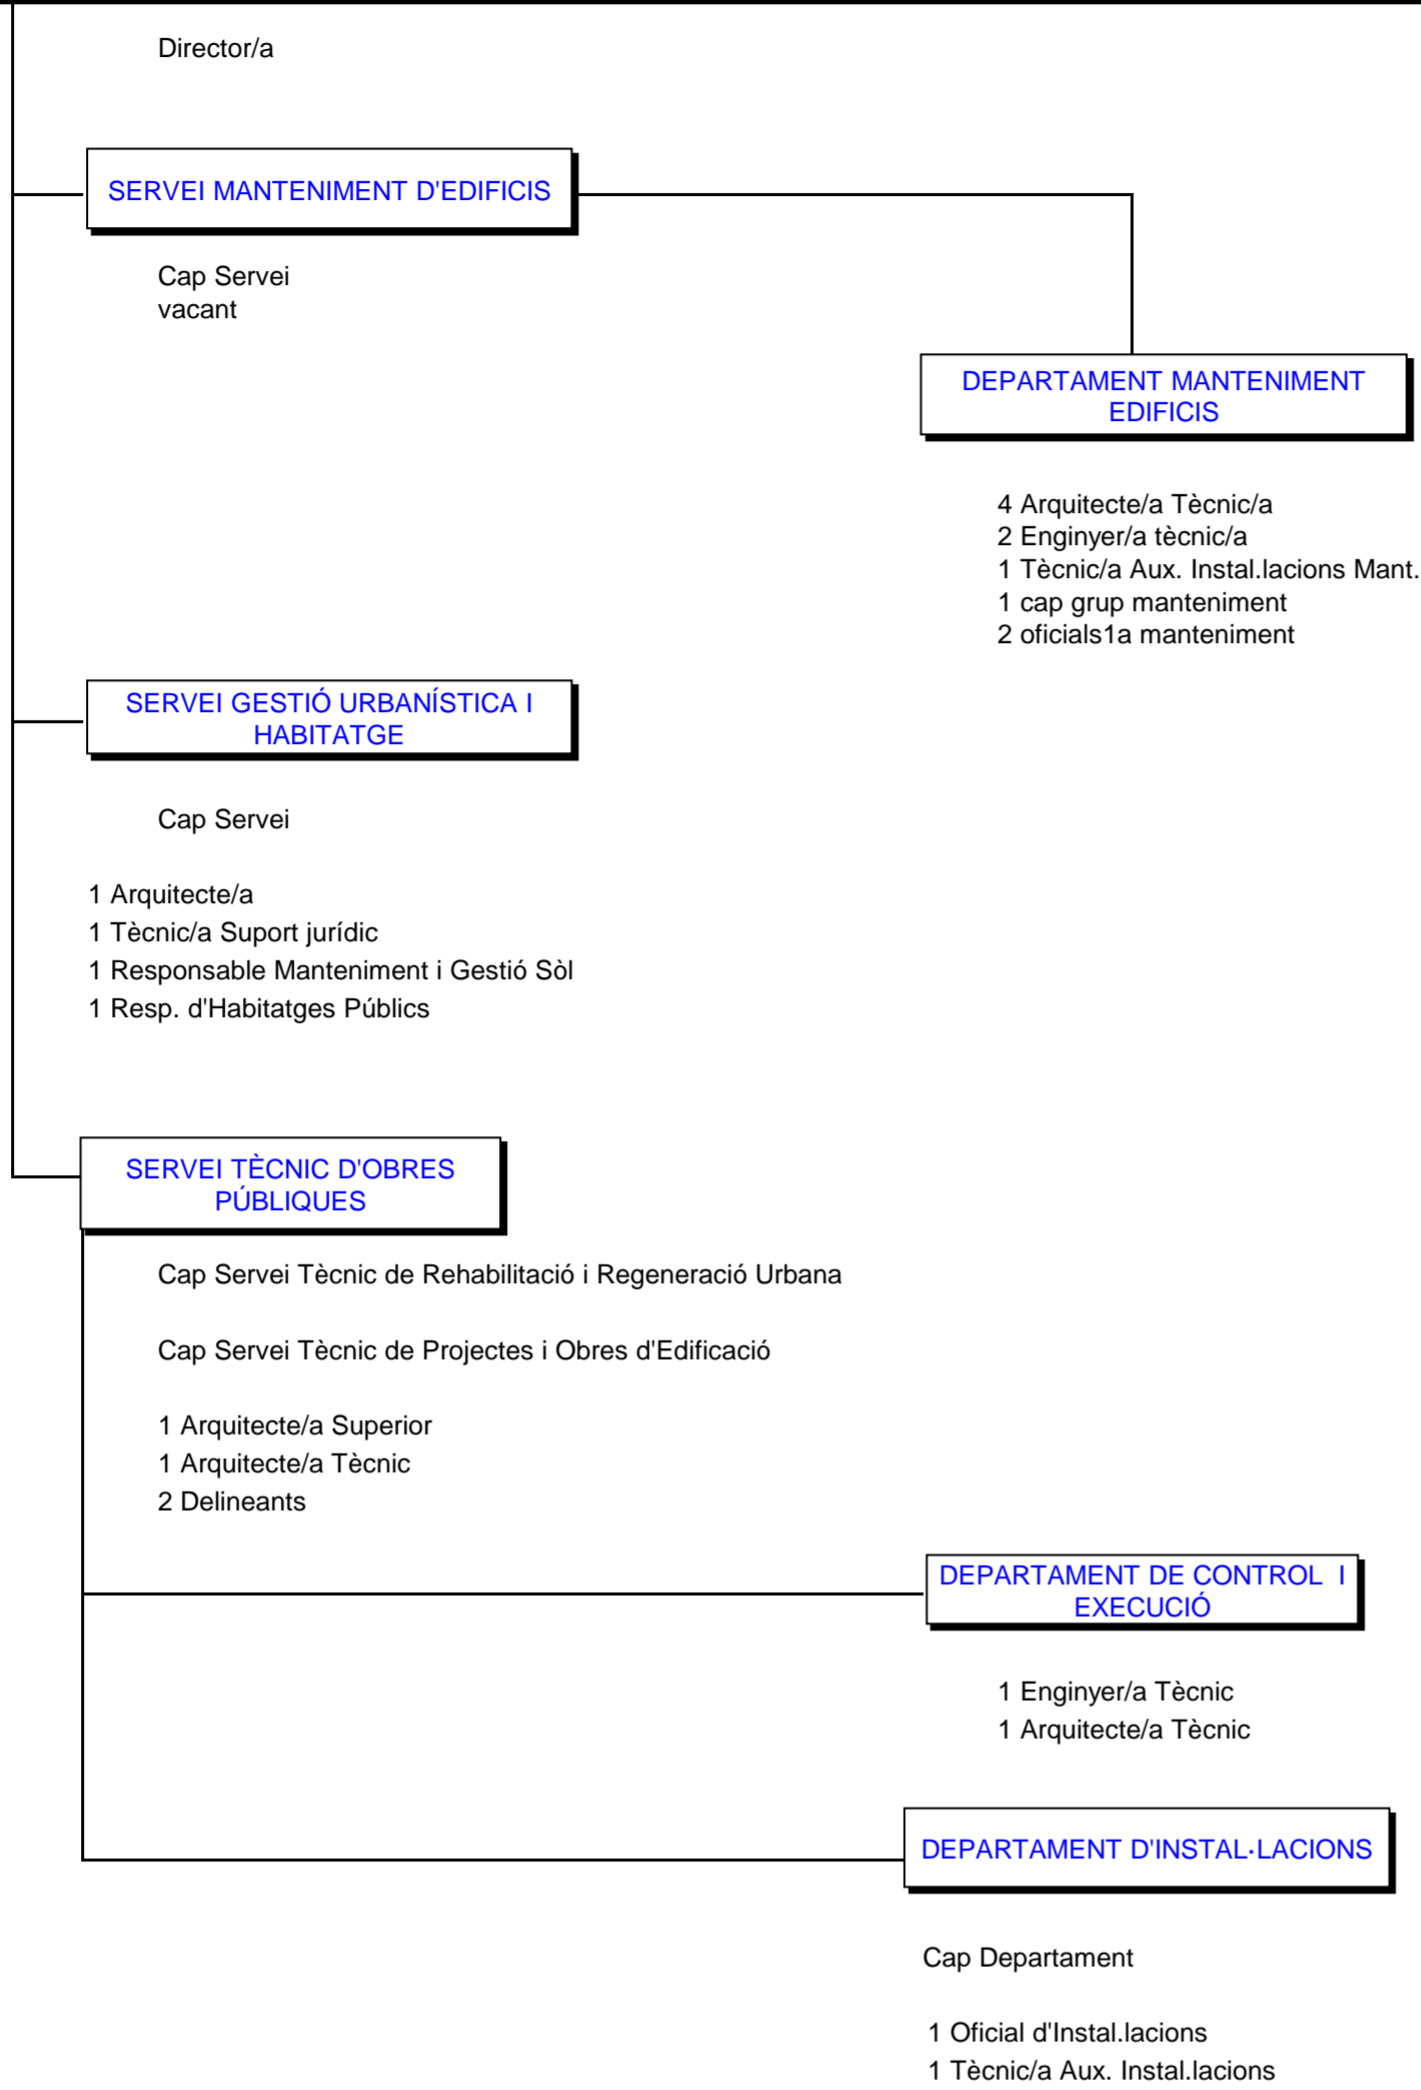 Director/a
SERVEI MANTENIMENT D'EDIFICIS
Cap Servei
vacant
DEPARTAMENT MANTENIMENT
EDIFICIS
4 Arquitecte/a Tècnic/a
2 Enginyer/a tècnic/a
1 Tècnic/a Aux. Instal.lacions Mant.
1 cap grup manteniment
2 oficials1a manteniment
SERVEI GESTIÓ URBANÍSTICA I
HABITATGE
Cap Servei
1 Arquitecte/a
1 Tècnic/a Suport jurídic
1 Responsable Manteniment i Gestió Sòl
1 Resp. d'Habitatges Públics
SERVEI TÈCNIC D'OBRES
PÚBLIQUES
Cap Servei Tècnic de Rehabilitació i Regeneració Urbana
Cap Servei Tècnic de Projectes i Obres d'Edificació
1 Arquitecte/a Superior
1 Arquitecte/a Tècnic
2 Delineants
DEPARTAMENT DE CONTROL  I
EXECUCIÓ
1 Enginyer/a Tècnic
1 Arquitecte/a Tècnic
DEPARTAMENT D'INSTAL·LACIONS
Cap Departament
1 Oficial d'Instal.lacions
1 Tècnic/a Aux. Instal.lacions